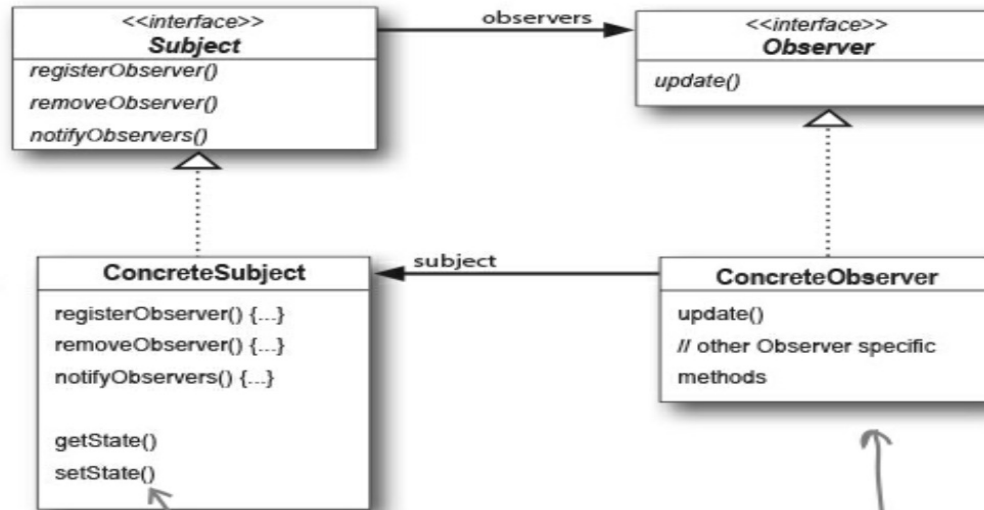 <<interface>>
Subject
registerObserver()
removeObserver()
notifyObservers()
observers
<<interface>>
Observer
update()
ConcreteSubject
registerObserver() {...}
removeObserver() {...}
notifyObservers() {...}
getState()
setState()
subject
ConcreteObserver
update()
// other Observer specific
methods